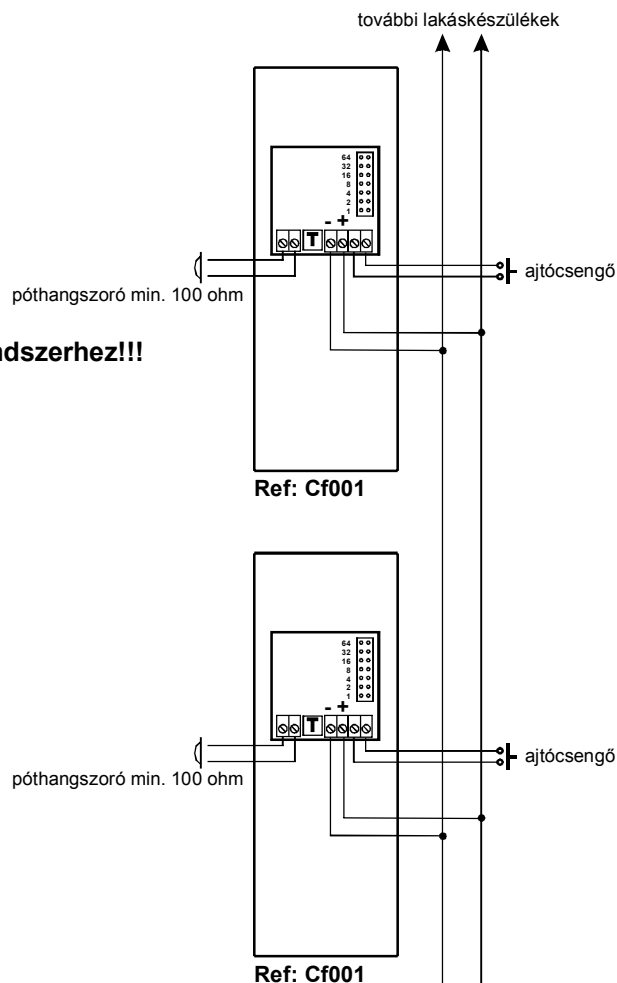 további lakáskészülékek
64
32
16
8
4
2
1
- +
T
ajtócsengő
póthangszoró min. 100 ohm
ndszerhez!!!
Ref: Cf001
64
32
16
8
4
2
1
- +
T
ajtócsengő
póthangszoró min. 100 ohm
Ref: Cf001